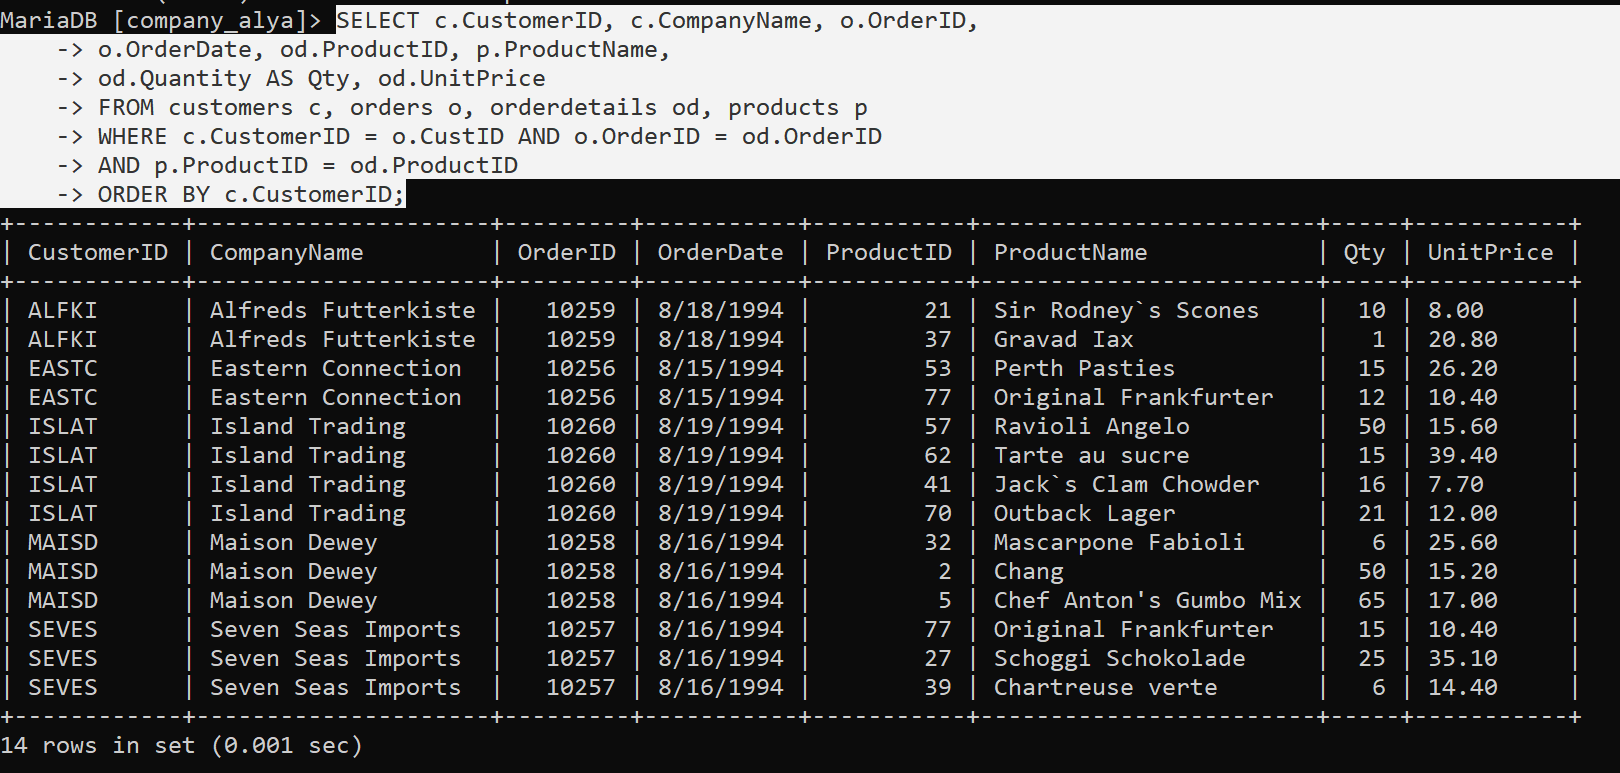 MariaDB [company_alya]> SELECT c.CustomerID, c.CompanyName, o.OrderID,
    -> o.OrderDate, od.ProductID, p.ProductName,
    -> od.Quantity AS Qty, od.UnitPrice
    -> FROM customers c, orders o, orderdetails od, products p
    -> WHERE c.CustomerID = o.CustID AND o.OrderID = od.OrderID
    -> AND p.ProductID = od.ProductID
    -> ORDER BY c.CustomerID;
+------------+---------------------+---------+-----------+-----------+------------------------+-----+-----------+
| CustomerID | CompanyName         | OrderID | OrderDate | ProductID | ProductName            | Qty | UnitPrice |
+------------+---------------------+---------+-----------+-----------+------------------------+-----+-----------+
| ALFKI      | Alfreds Futterkiste |   10259 | 8/18/1994 |        21 | Sir Rodney`s Scones    |  10 | 8.00      |
| ALFKI      | Alfreds Futterkiste |   10259 | 8/18/1994 |        37 | Gravad Iax             |   1 | 20.80     |
| EASTC      | Eastern Connection  |   10256 | 8/15/1994 |        53 | Perth Pasties          |  15 | 26.20     |
| EASTC      | Eastern Connection  |   10256 | 8/15/1994 |        77 | Original Frankfurter   |  12 | 10.40     |
| ISLAT      | Island Trading      |   10260 | 8/19/1994 |        57 | Ravioli Angelo         |  50 | 15.60     |
| ISLAT      | Island Trading      |   10260 | 8/19/1994 |        62 | Tarte au sucre         |  15 | 39.40     |
| ISLAT      | Island Trading      |   10260 | 8/19/1994 |        41 | Jack`s Clam Chowder    |  16 | 7.70      |
| ISLAT      | Island Trading      |   10260 | 8/19/1994 |        70 | Outback Lager          |  21 | 12.00     |
| MAISD      | Maison Dewey        |   10258 | 8/16/1994 |        32 | Mascarpone Fabioli     |   6 | 25.60     |
| MAISD      | Maison Dewey        |   10258 | 8/16/1994 |         2 | Chang                  |  50 | 15.20     |
| MAISD      | Maison Dewey        |   10258 | 8/16/1994 |         5 | Chef Anton's Gumbo Mix |  65 | 17.00     |
| SEVES      | Seven Seas Imports  |   10257 | 8/16/1994 |        77 | Original Frankfurter   |  15 | 10.40     |
| SEVES      | Seven Seas Imports  |   10257 | 8/16/1994 |        27 | Schoggi Schokolade     |  25 | 35.10     |
| SEVES      | Seven Seas Imports  |   10257 | 8/16/1994 |        39 | Chartreuse verte       |   6 | 14.40     |
+------------+---------------------+---------+-----------+-----------+------------------------+-----+-----------+
14 rows in set (0.001 sec)